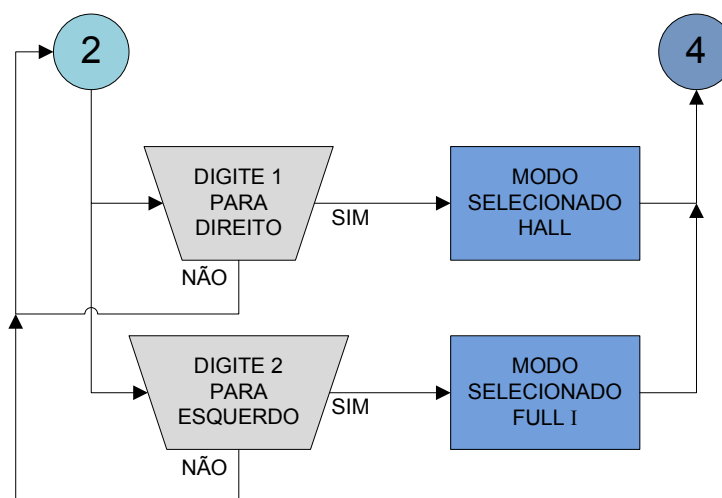 2
4
DIGITE 1
PARA
DIREITO
SIM
NÃO
MODO
SELECIONADO
HALL
DIGITE 2
PARA
ESQUERDO
SIM
NÃO
MODO
SELECIONADO
FULL I